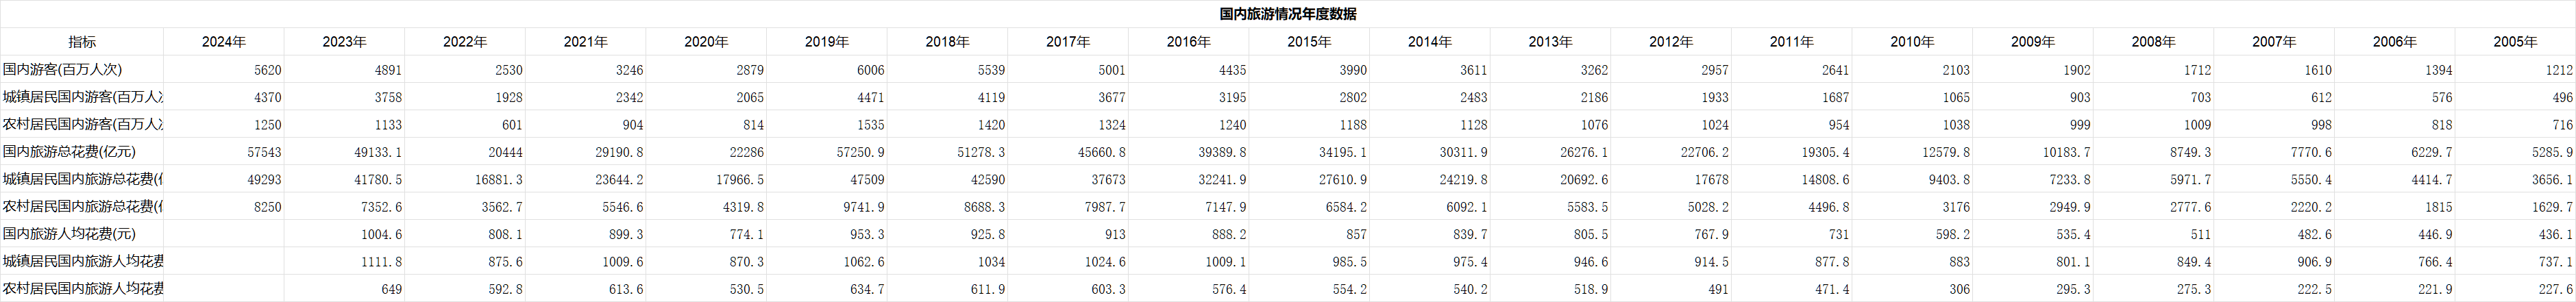 国内旅游情况年度数据
指标 2024年 2023年 2022年 2021年 2020年 2019年 2018年 2017年 2016年 2015年 2014年 2013年 2012年 2011年 2010年 2009年 2008年 2007年 2006年 2005年
国内游客(百万人次) 5620 4891 2530 3246 2879 6006 5539 5001 4435 3990 3611 3262 2957 2641 2103 1902 1712 1610 1394 1212
城镇居民国内游客(百万人 4370 3758 1928 2342 2065 4471 4119 3677 3195 2802 2483 2186 1933 1687 1065 903 703 612 576 496
农村居民国内游客(百万人 1250 1133 601 904 814 1535 1420 1324 1240 1188 1128 1076 1024 954 1038 999 1009 998 818 716
国内旅游总花费(亿元) 57543 49133.1 20444 29190.8 22286 57250.9 51278.3 45660.8 39389.8 34195.1 30311.9 26276.1 22706.2 19305.4 12579.8 10183.7 8749.3 7770.6 6229.7 5285.9
城镇居民国内旅游总花费( 49293 41780.5 16881.3 23644.2 17966.5 47509 42590 37673 32241.9 27610.9 24219.8 20692.6 17678 14808.6 9403.8 7233.8 5971.7 5550.4 4414.7 3656.1
农村居民国内旅游总花费( 8250 7352.6 3562.7 5546.6 4319.8 9741.9 8688.3 7987.7 7147.9 6584.2 6092.1 5583.5 5028.2 4496.8 3176 2949.9 2777.6 2220.2 1815 1629.7
国内旅游人均花费(元) 1004.6 808.1 899.3 774.1 953.3 925.8 913 888.2 857 839.7 805.5 767.9 731 598.2 535.4 511 482.6 446.9 436.1
城镇居民国内旅游人均花费 1111.8 875.6 1009.6 870.3 1062.6 1034 1024.6 1009.1 985.5 975.4 946.6 914.5 877.8 883 801.1 849.4 906.9 766.4 737.1
农村居民国内旅游人均花费 649 592.8 613.6 530.5 634.7 611.9 603.3 576.4 554.2 540.2 518.9 491 471.4 306 295.3 275.3 222.5 221.9 227.6